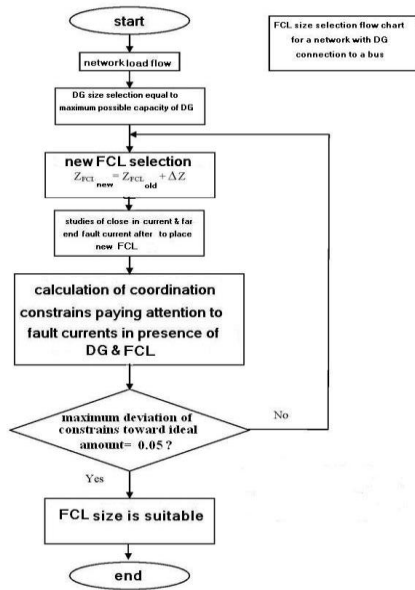 start
FCL size selection flow chart
for a network with DG
connection to a bus
network load flow
DG size selection equal to
maximum possible capacity of DG
new FCL selection
Z_FCL new = Z_FCL old + ΔZ
studies of close in current & far
end fault current after to place
new FCL
calculation of coordination
constrains paying attention to
fault currents in presence of
DG & FCL
maximum deviation of
constrains toward ideal
amount= 0.05 ?
No
Yes
FCL size is suitable
end